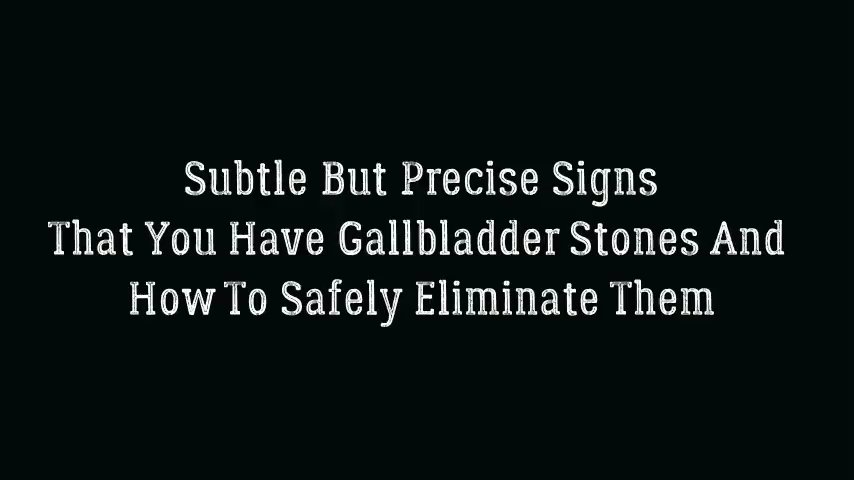 Subtle But Precise Signs
That You Have Gallbladder Stones And
How To Safely Eliminate Them